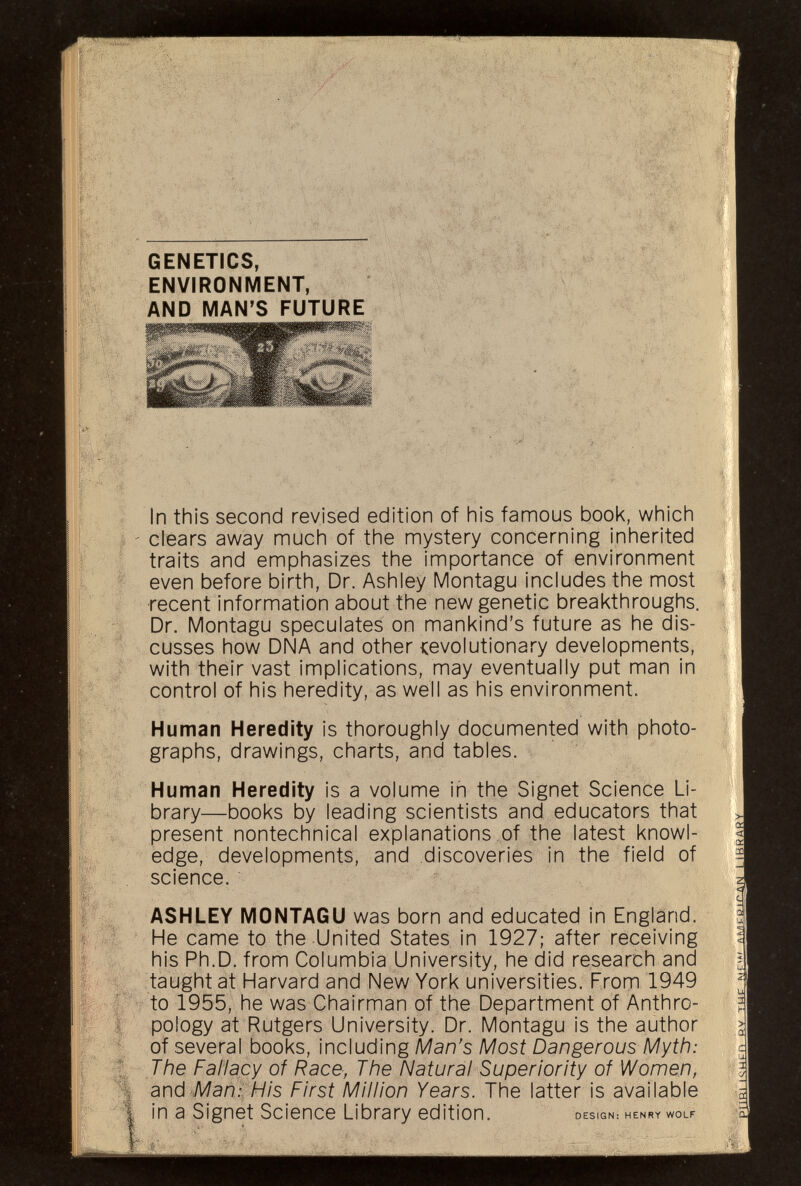 GENETICS,
ENVIRONMENT,
AND MAN'S FUTURE
23
In this second revised edition of his famous book, which
clears away much of the mystery concerning inherited
traits and emphasizes the importance of environment
even before birth, Dr. Ashley Montagu includes the most
recent information about the new genetic breakthroughs.
Dr. Montagu speculates on mankind's future as he dis-
cusses how DNA and other revolutionary developments,
with their vast implications, may eventually put man in
control of his heredity, as well as his environment.
Human Heredity is thoroughly documented with photo-
graphs, drawings, charts, and tables.
Human Heredity is a volume in the Signet Science Li-
brary—books by leading scientists and educators that
present nontechnical explanations of the latest knowl-
edge, developments, and discoveries in the field of
science.
ASHLEY MONTAGU was born and educated in England.
He came to the United States in 1927; after receiving
his Ph.D. from Columbia University, he did research and
taught at Harvard and New York universities. From 1949
to 1955, he was Chairman of the Department of Anthro-
pology at Rutgers University. Dr. Montagu is the author
of several books, including Man's Most Dangerous Myth:
The Fallacy of Race, The Natural Superiority of Women,
and Man: His First Million Years. The latter is available
in a Signet Science Library edition.
DESIGN: HENRY WOLF
PUBLISHED BY THE NEW AMERICAN LIBRARY